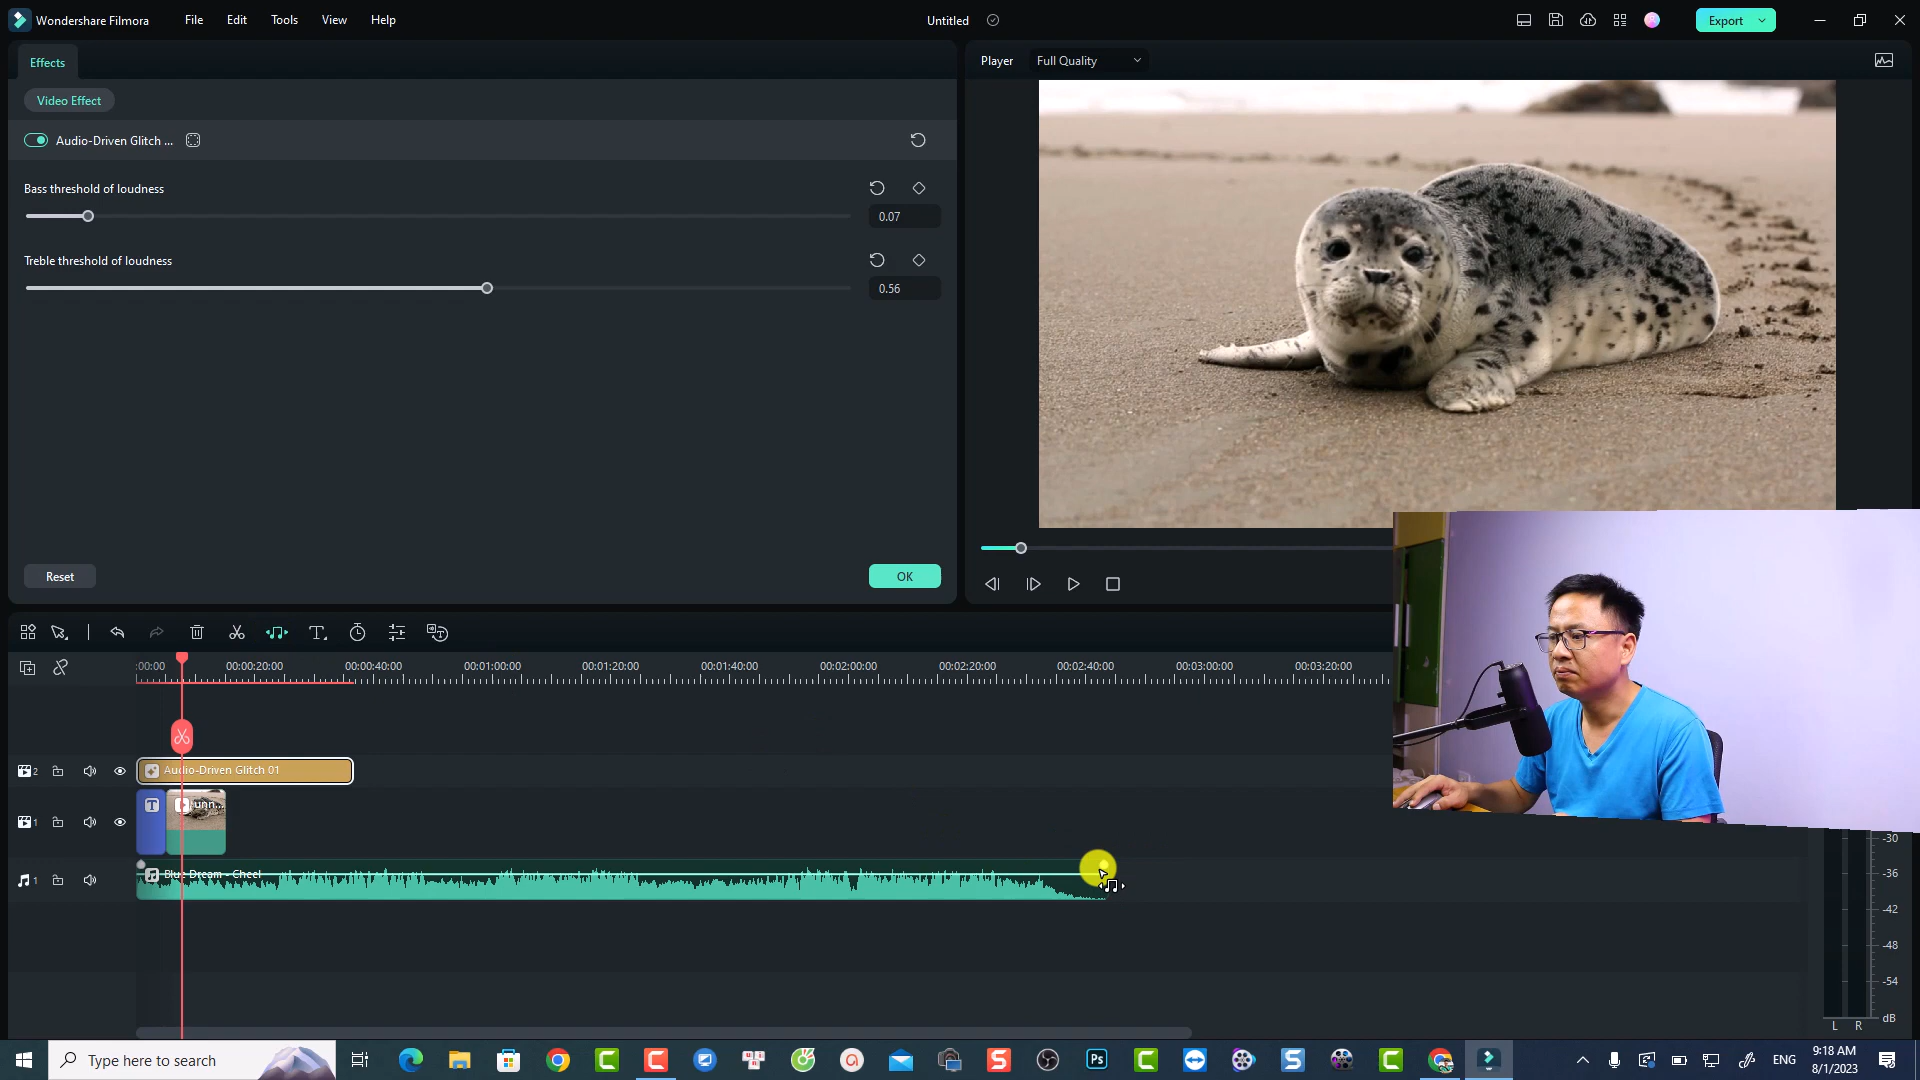 Wondershare Filmora
File
Edit
Tools
View
Help
Untitled
Export
Effects
Player
Full Quality
Video Effect
Audio-Driven Glitch ...
Bass threshold of loudness
0.07
Treble threshold of loudness
0.56
Reset
OK
:00:00
00:00:20:00
00:00:40:00
00:01:00:00
00:01:20:00
00:01:40:00
00:02:00:00
00:02:20:00
00:02:40:00
00:03:00:00
00:03:20:00
2
Audio-Driven Glitch 01
T
unn...
1
1
Blue Dream - Cheel
-30
-36
-42
-48
-54
dB
L R
Type here to search
Ps
ENG
9:18 AM
8/1/2023